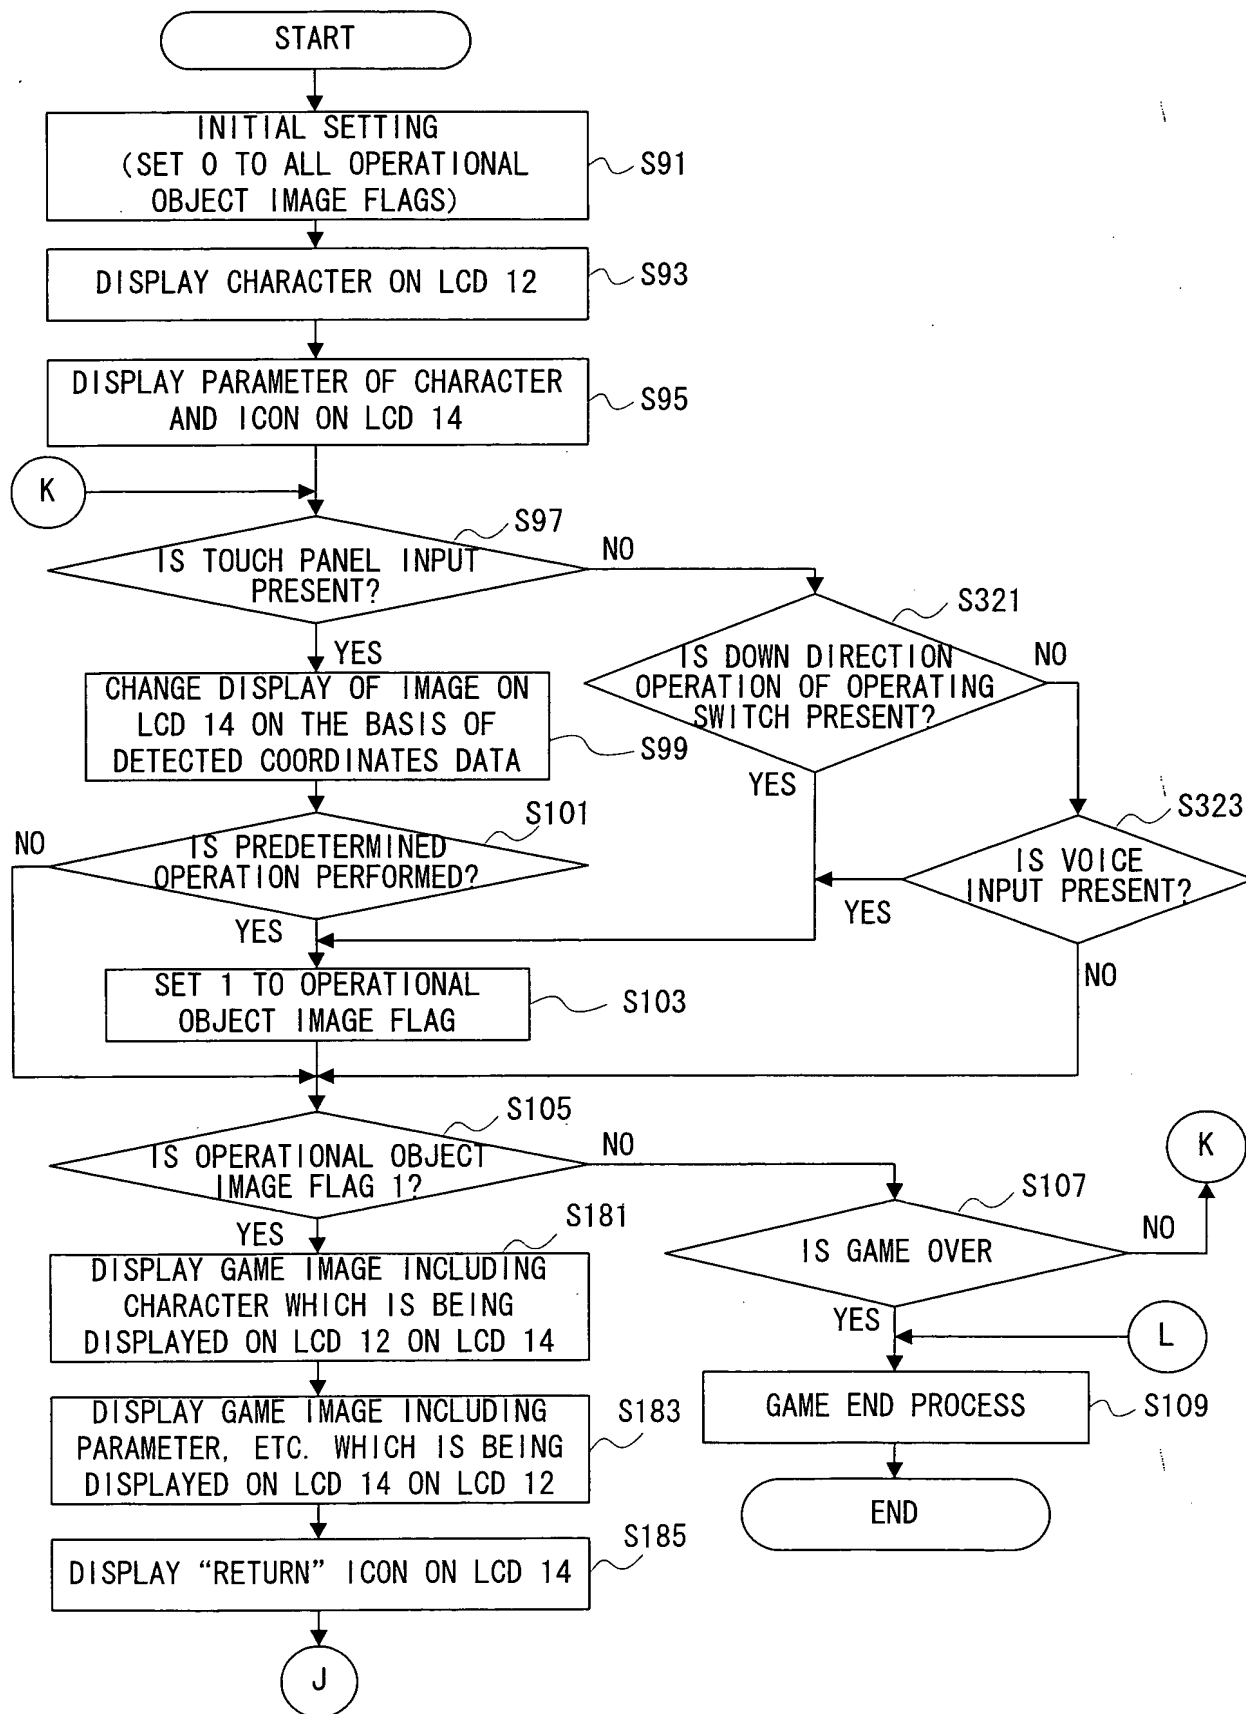 START
INITIAL SETTING
(SET 0 TO ALL OPERATIONAL
OBJECT IMAGE FLAGS)
S91
DISPLAY CHARACTER ON LCD 12
S93
DISPLAY PARAMETER OF CHARACTER
AND ICON ON LCD 14
S95
K
S97
IS TOUCH PANEL INPUT
PRESENT?
NO
YES
S321
IS DOWN DIRECTION
OPERATION OF OPERATING
SWITCH PRESENT?
NO
YES
CHANGE DISPLAY OF IMAGE ON
LCD 14 ON THE BASIS OF
DETECTED COORDINATES DATA
S99
S323
IS VOICE
INPUT PRESENT?
YES
NO
S101
NO
IS PREDETERMINED
OPERATION PERFORMED?
YES
SET 1 TO OPERATIONAL
OBJECT IMAGE FLAG
S103
S105
IS OPERATIONAL OBJECT
IMAGE FLAG 1?
NO
YES
K
S107
IS GAME OVER
NO
YES
L
S181
DISPLAY GAME IMAGE INCLUDING
CHARACTER WHICH IS BEING
DISPLAYED ON LCD 12 ON LCD 14
GAME END PROCESS
S109
END
DISPLAY GAME IMAGE INCLUDING
PARAMETER, ETC. WHICH IS BEING
DISPLAYED ON LCD 14 ON LCD 12
S183
S185
DISPLAY “RETURN” ICON ON LCD 14
J